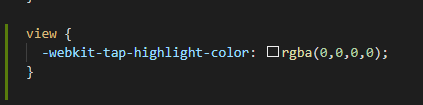 view {
-webkit-tap-highlight-color: rgba(0,0,0,0);
}